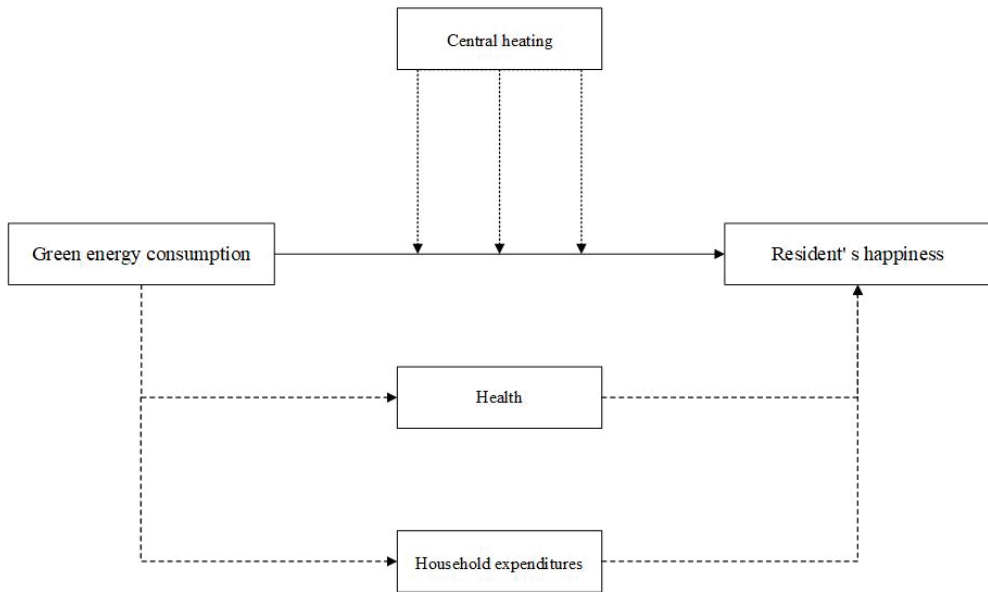 Central heating
Green energy consumption
Resident' s happiness
Health
Household expenditures